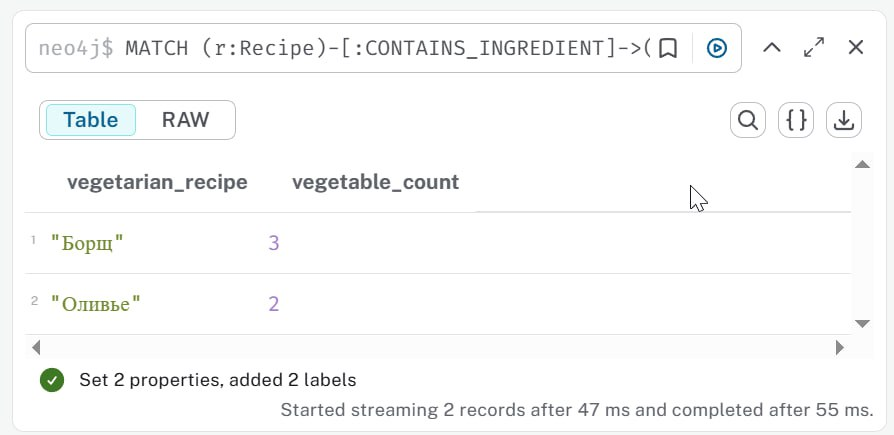 neo4j$ MATCH (r:Recipe)-[:CONTAINS_INGREDIENT]->(
Table RAW
vegetarian_recipe vegetable_count
1 "Борщ" 3
2 "Оливье" 2
Set 2 properties, added 2 labels
Started streaming 2 records after 47 ms and completed after 55 ms.